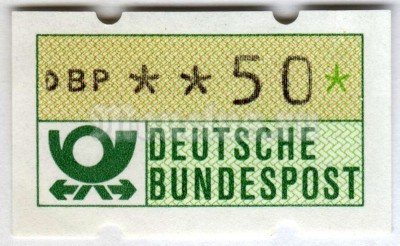 DBP ** 50*
DEUTSCHE
BUNDESPOST